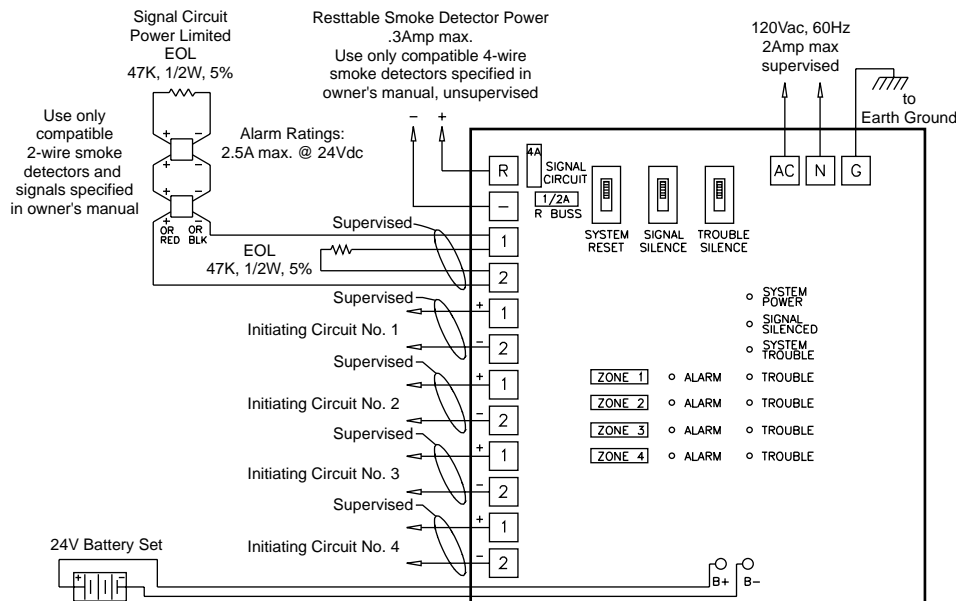 Signal Circuit
Power Limited
EOL
47K, 1/2W, 5%
Resttable Smoke Detector Power
.3Amp max.
Use only compatible 4-wire
smoke detectors specified in
owner's manual, unsupervised
120Vac, 60Hz
2Amp max
supervised
to
Earth Ground
Use only
compatible
2-wire smoke
detectors and
signals specified
in owner's manual
+ −
+ −
+ −
+ −
OR OR
RED BLK
Alarm Ratings:
2.5A max. @ 24Vdc
− +
R
−
1
2
4A
SIGNAL
CIRCUIT
1/2A
R BUSS
SYSTEM
RESET
SIGNAL
SILENCE
TROUBLE
SILENCE
AC N G
Supervised
EOL
47K, 1/2W, 5%
Supervised
Initiating Circuit No. 1
+ 1
− 2
Supervised
Initiating Circuit No. 2
+ 1
− 2
Supervised
Initiating Circuit No. 3
+ 1
− 2
Supervised
Initiating Circuit No. 4
+ 1
− 2
SYSTEM
POWER
SIGNAL
SILENCED
SYSTEM
TROUBLE
ZONE 1 ALARM TROUBLE
ZONE 2 ALARM TROUBLE
ZONE 3 ALARM TROUBLE
ZONE 4 ALARM TROUBLE
24V Battery Set
+ −
B+ B−